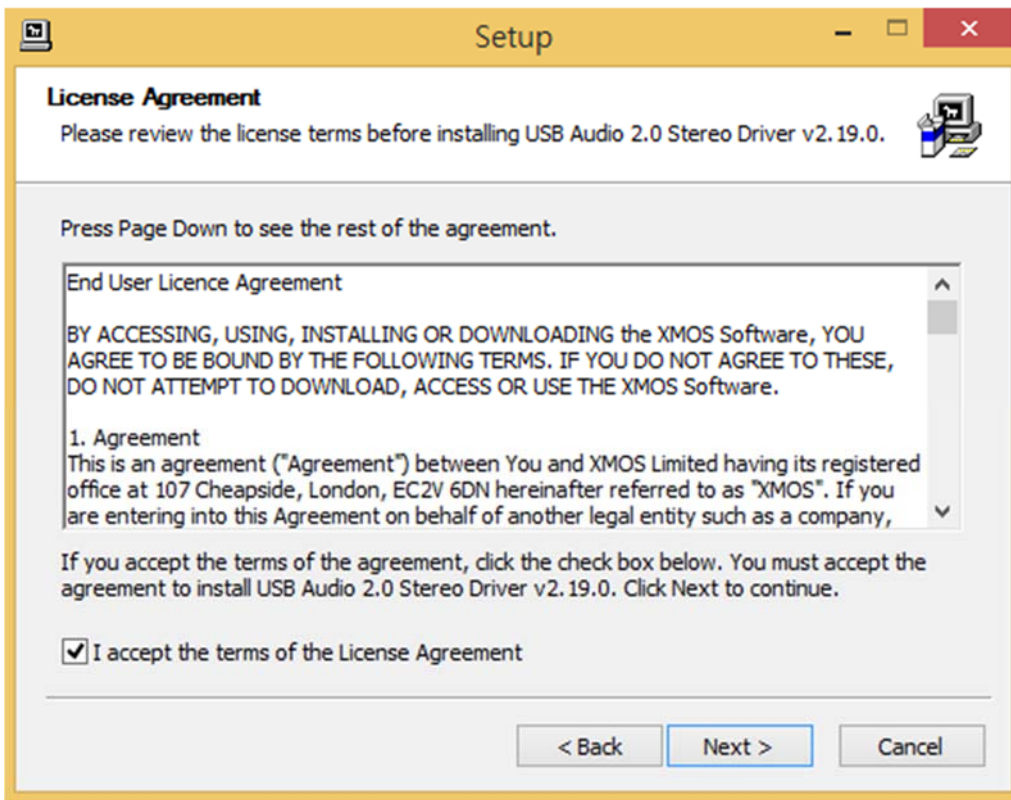 Setup
License Agreement
Please review the license terms before installing USB Audio 2.0 Stereo Driver v2.19.0.
Press Page Down to see the rest of the agreement.
End User Licence Agreement
BY ACCESSING, USING, INSTALLING OR DOWNLOADING the XMOS Software, YOU
AGREE TO BE BOUND BY THE FOLLOWING TERMS. IF YOU DO NOT AGREE TO THESE,
DO NOT ATTEMPT TO DOWNLOAD, ACCESS OR USE THE XMOS Software.
1. Agreement
This is an agreement ("Agreement") between You and XMOS Limited having its registered
office at 107 Cheapside, London, EC2V 6DN hereinafter referred to as "XMOS". If you
are entering into this Agreement on behalf of another legal entity such as a company,
If you accept the terms of the agreement, click the check box below. You must accept the
agreement to install USB Audio 2.0 Stereo Driver v2.19.0. Click Next to continue.
I accept the terms of the License Agreement
< Back Next > Cancel